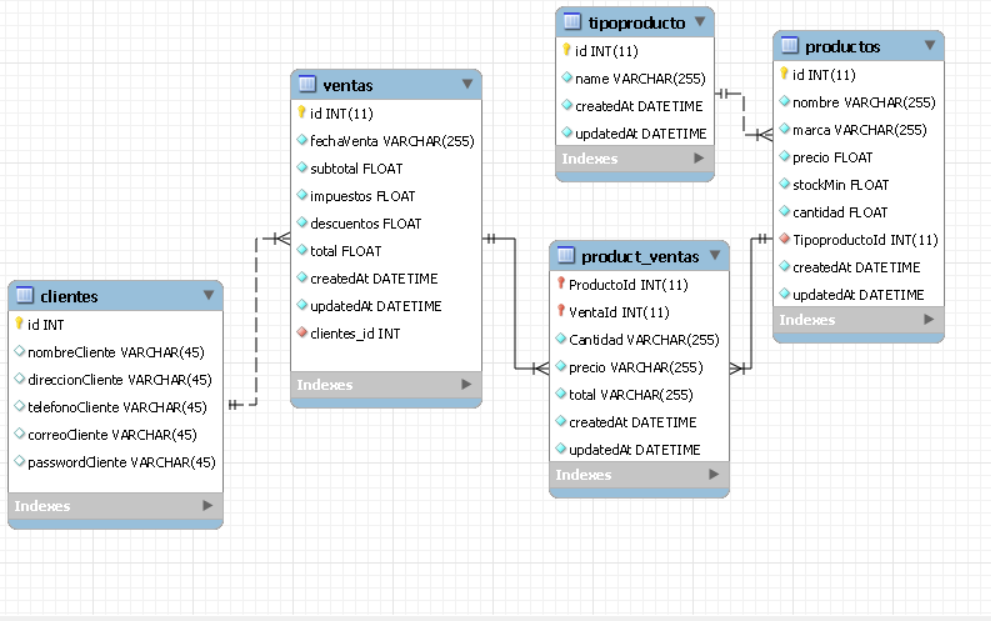 clientes
id INT
nombreCliente VARCHAR(45)
direccionCliente VARCHAR(45)
telefonoCliente VARCHAR(45)
correoCliente VARCHAR(45)
passwordCliente VARCHAR(45)
Indexes
ventas
id INT(11)
fechaVenta VARCHAR(255)
subtotal FLOAT
impuestos FLOAT
descuentos FLOAT
total FLOAT
createdAt DATETIME
updatedAt DATETIME
clientes_id INT
Indexes
tipoproducto
id INT(11)
name VARCHAR(255)
createdAt DATETIME
updatedAt DATETIME
Indexes
product_ventas
ProductoId INT(11)
VentaId INT(11)
Cantidad VARCHAR(255)
precio VARCHAR(255)
total VARCHAR(255)
createdAt DATETIME
updatedAt DATETIME
Indexes
productos
id INT(11)
nombre VARCHAR(255)
marca VARCHAR(255)
precio FLOAT
stockMin FLOAT
cantidad FLOAT
TipoproductoId INT(11)
createdAt DATETIME
updatedAt DATETIME
Indexes